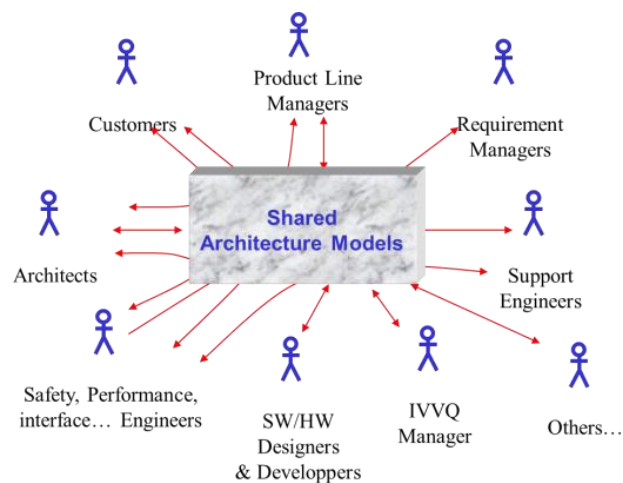 Product Line
Managers
Customers
Requirement
Managers
Shared
Architecture Models
Architects
Support
Engineers
Safety, Performance,
interface… Engineers
SW/HW
Designers
& Developpers
IVVQ
Manager
Others…